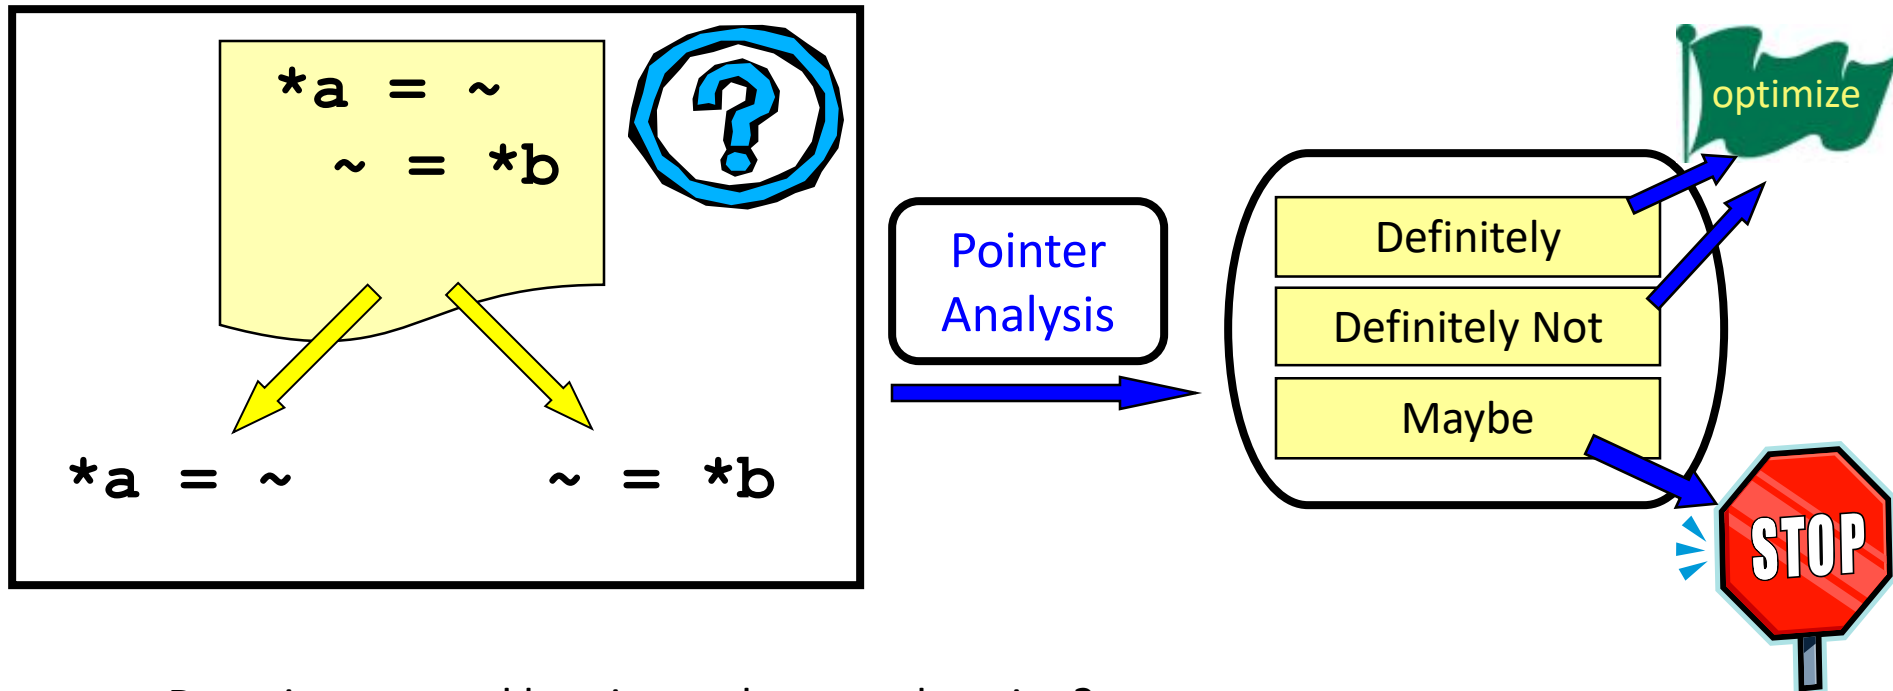 *a = ~
~ = *b
*a = ~
~ = *b
Pointer
Analysis
Definitely
Definitely Not
Maybe
optimize
STOP